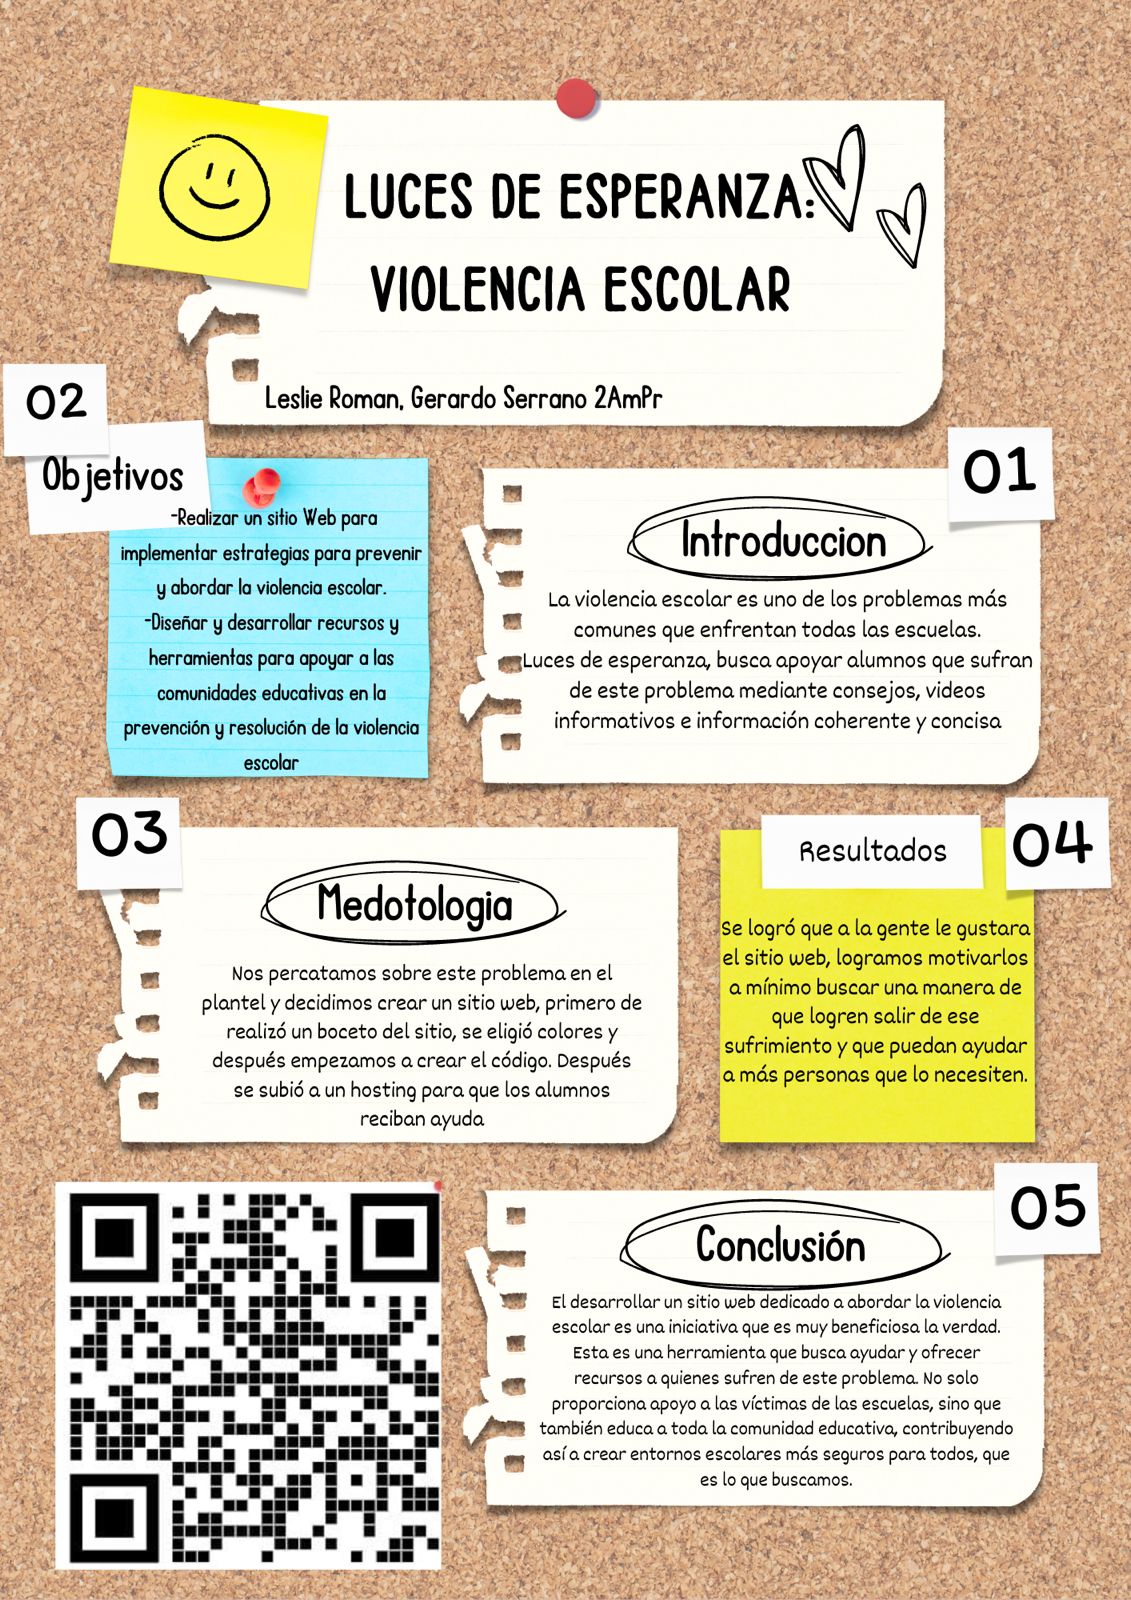 LUCES DE ESPERANZA:
VIOLENCIA ESCOLAR
Leslie Roman, Gerardo Serrano 2AmPr
01
Introduccion
La violencia escolar es uno de los problemas más
comunes que enfrentan todas las escuelas.
Luces de esperanza, busca apoyar alumnos que sufran
de este problema mediante consejos, videos
informativos e información coherente y concisa
02
Objetivos
-Realizar un sitio Web para
implementar estrategias para prevenir
y abordar la violencia escolar.
-Diseñar y desarrollar recursos y
herramientas para apoyar a las
comunidades educativas en la
prevención y resolución de la violencia
escolar
03
Medotologia
Nos percatamos sobre este problema en el
plantel y decidimos crear un sitio web, primero de
realizó un boceto del sitio, se eligió colores y
después empezamos a crear el código. Después
se subió a un hosting para que los alumnos
reciban ayuda
04
Resultados
Se logró que a la gente le gustara
el sitio web, logramos motivarlos
a mínimo buscar una manera de
que logren salir de ese
sufrimiento y que puedan ayudar
a más personas que lo necesiten.
05
Conclusión
El desarrollar un sitio web dedicado a abordar la violencia
escolar es una iniciativa que es muy beneficiosa la verdad.
Esta es una herramienta que busca ayudar y ofrecer
recursos a quienes sufren de este problema. No solo
proporciona apoyo a las víctimas de las escuelas, sino que
también educa a toda la comunidad educativa, contribuyendo
así a crear entornos escolares más seguros para todos, que
es lo que buscamos.